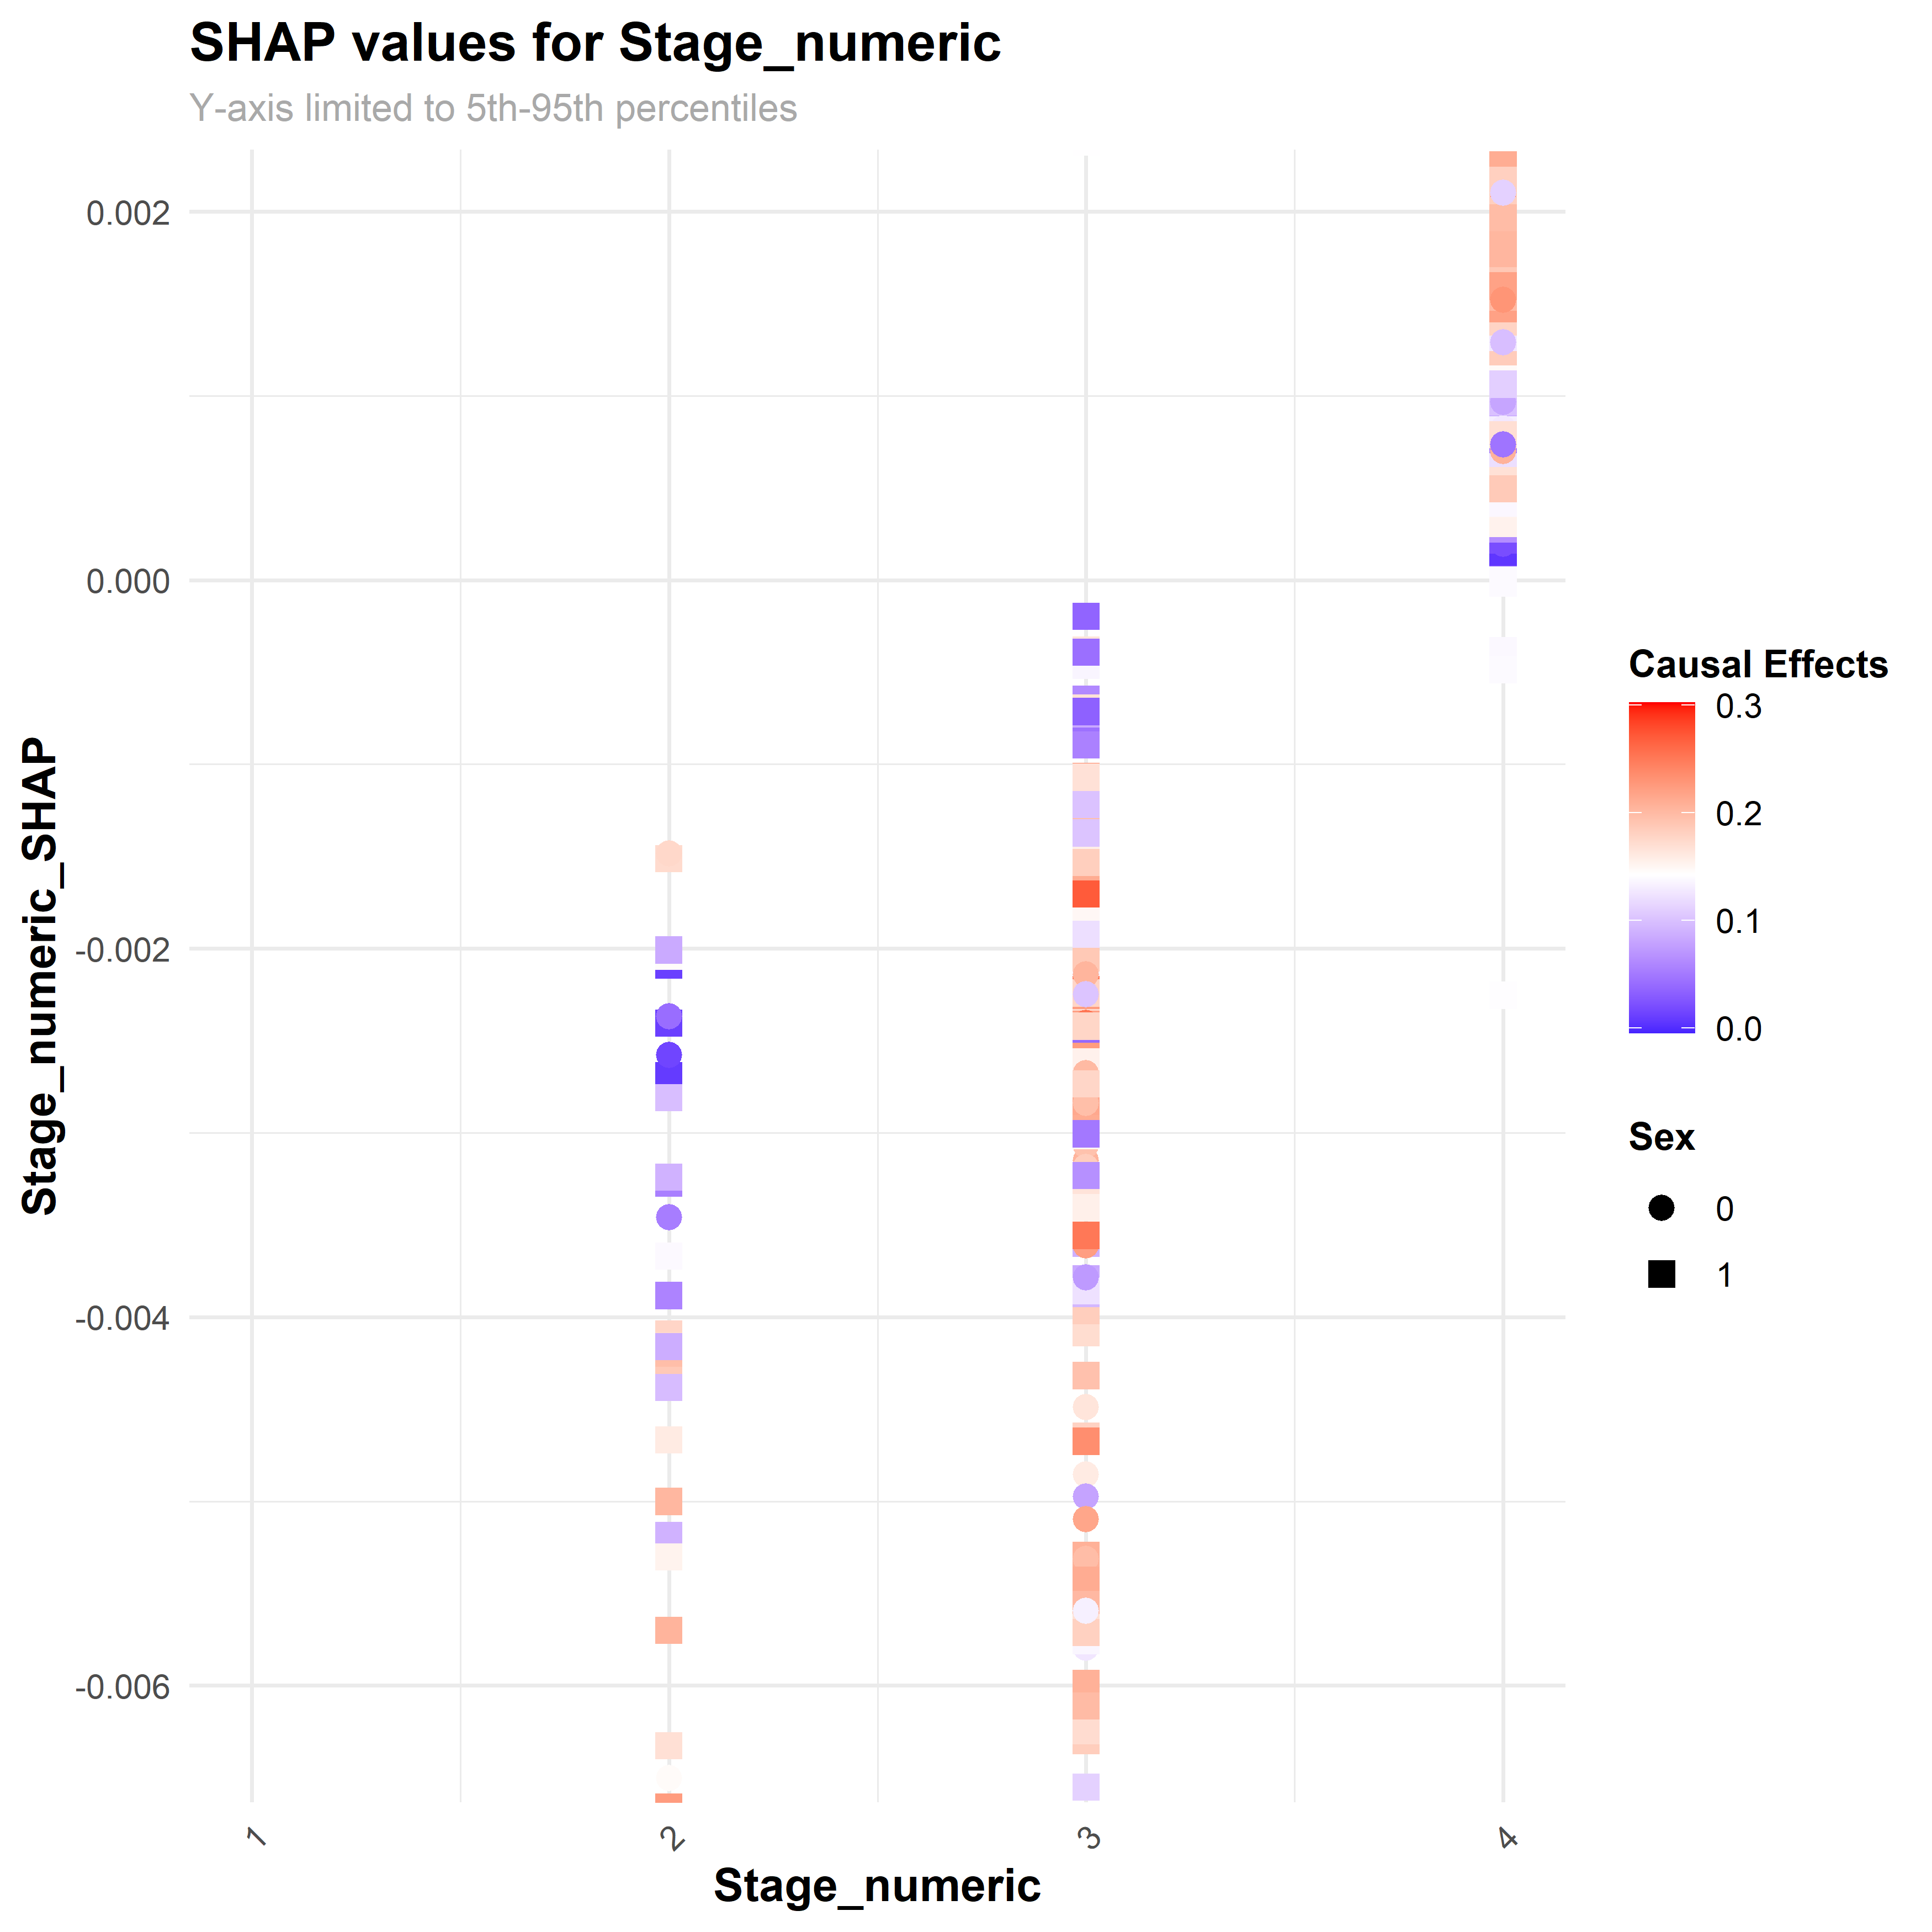 SHAP values for Stage_numeric
Y-axis limited to 5th-95th percentiles
Stage_numeric_SHAP
0.002
0.000
-0.002
-0.004
-0.006
1
2
3
4
Stage_numeric
Causal Effects
0.3
0.2
0.1
0.0
Sex
0
1